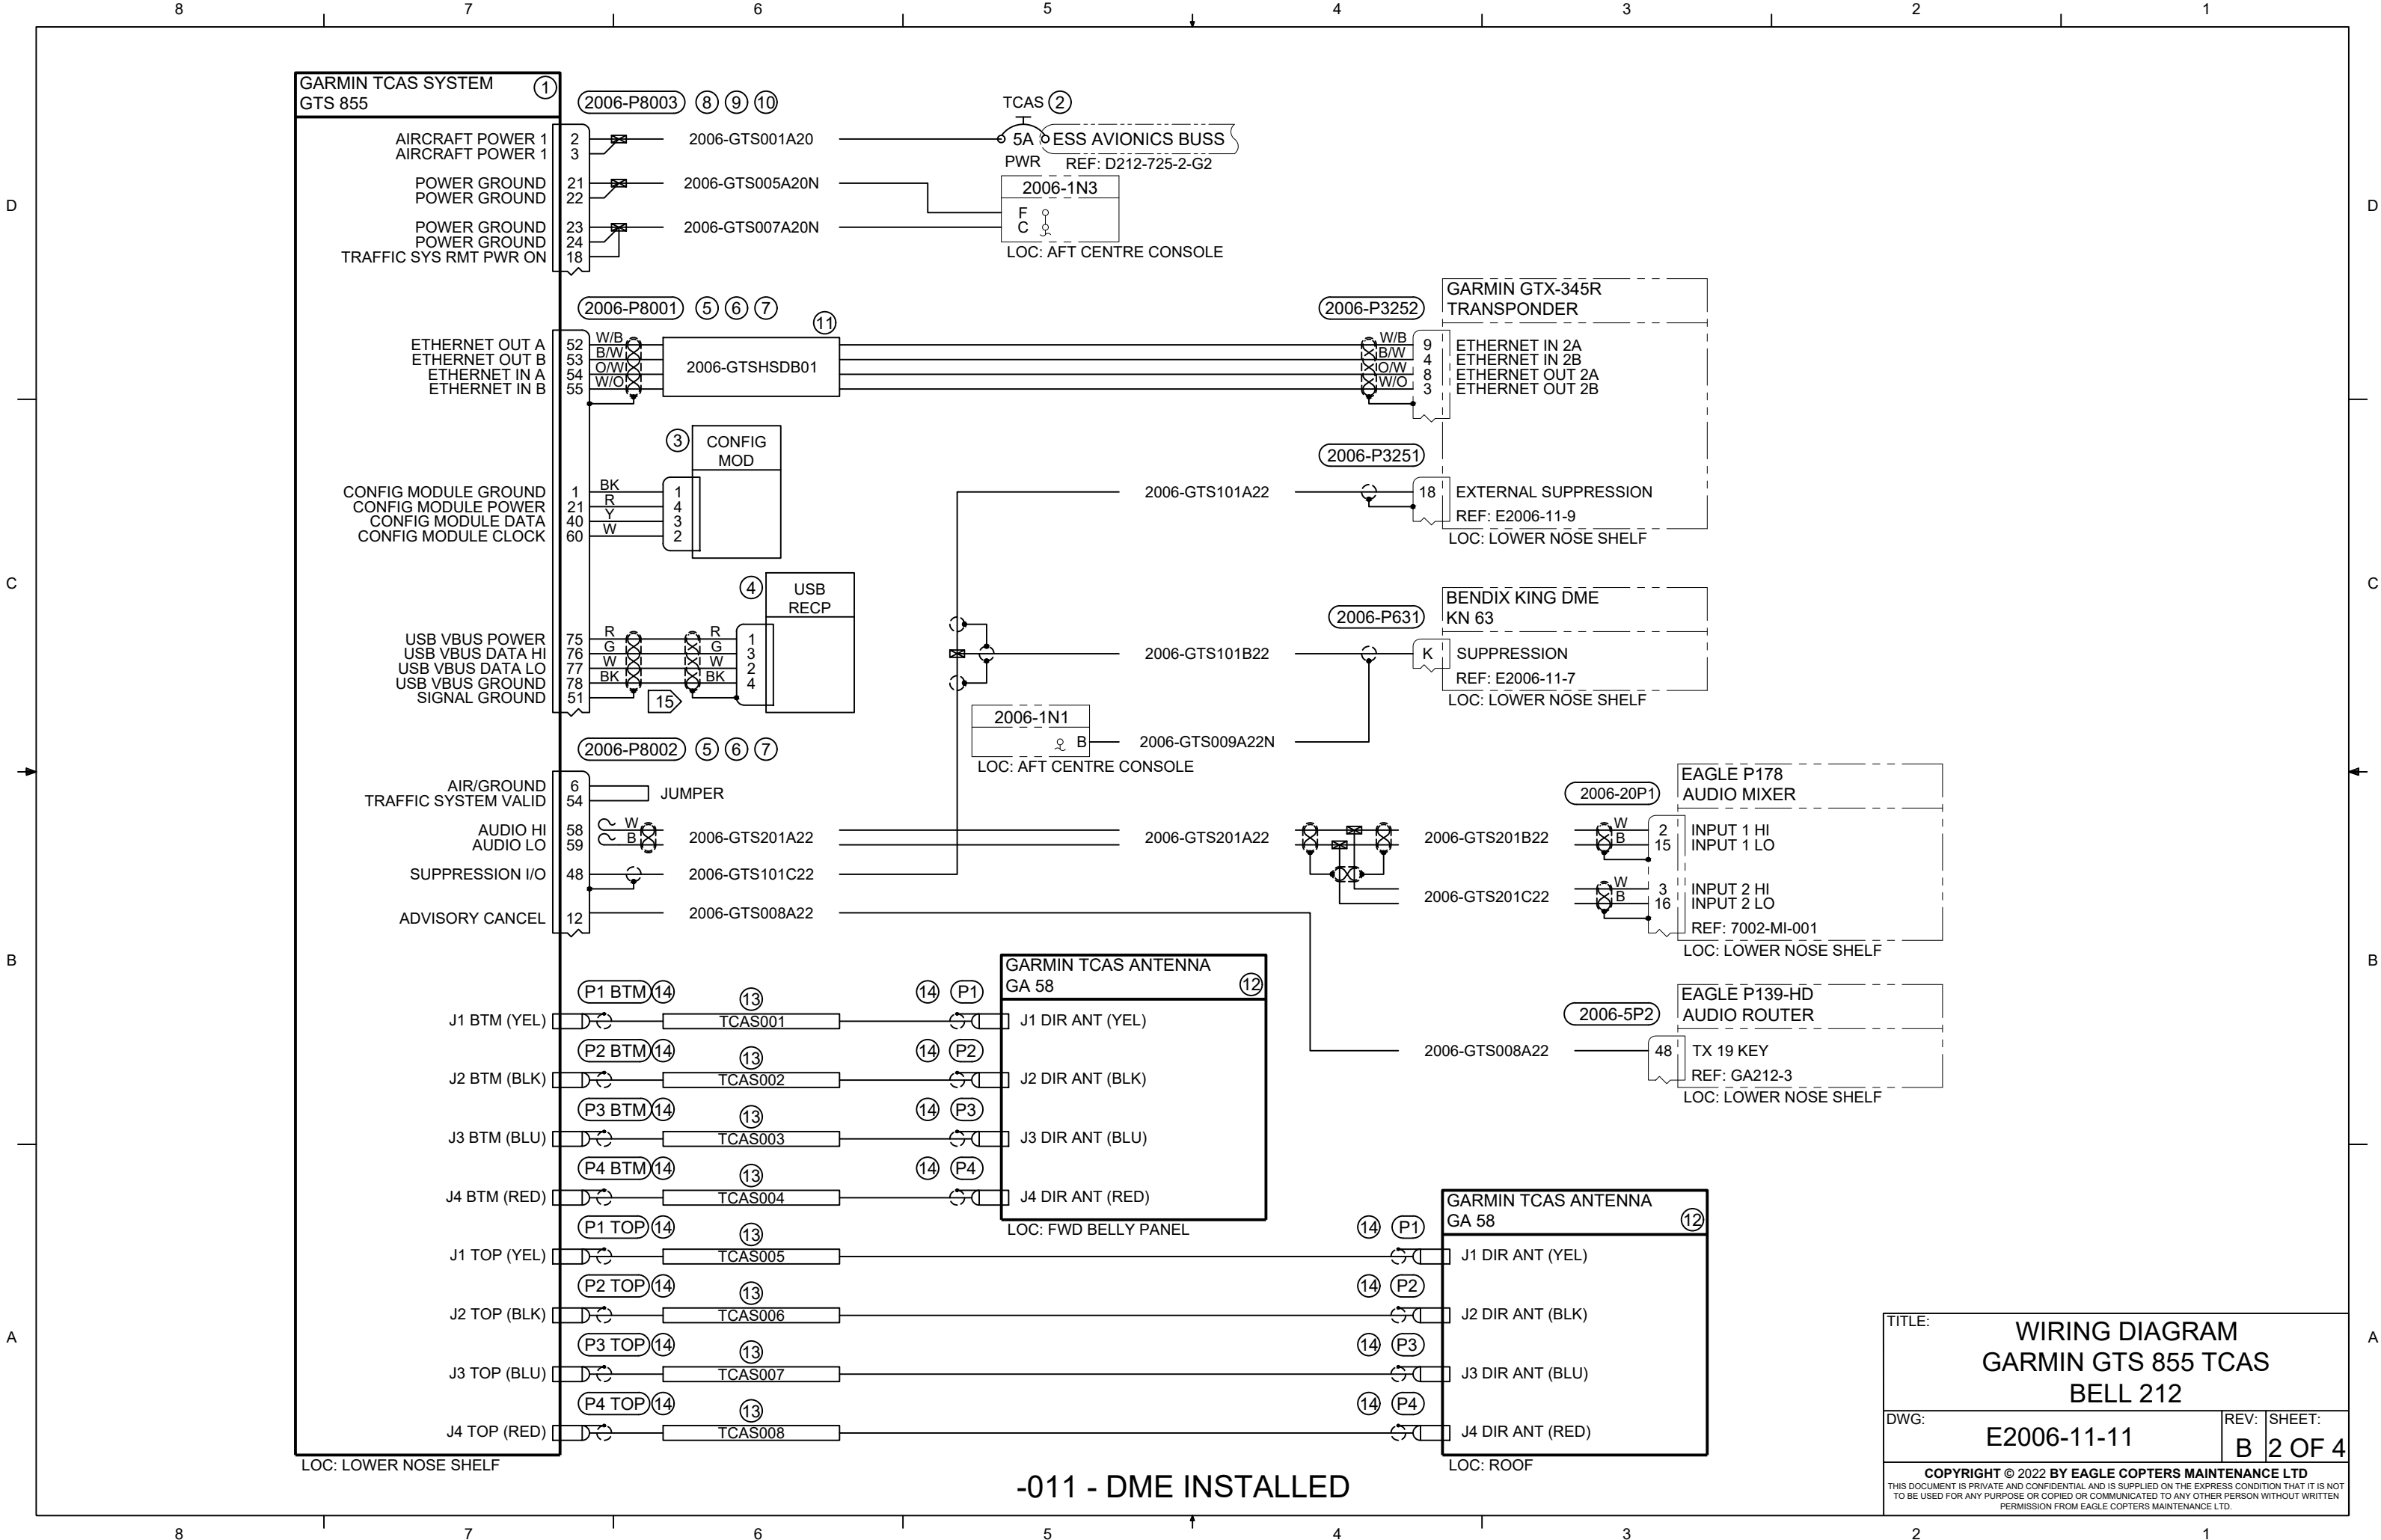 8 7 6 5 4 3 2 1
GARMIN TCAS SYSTEM
GTS 855
1
2006-P8003 8 9 10
AIRCRAFT POWER 1 2
AIRCRAFT POWER 1 3
2006-GTS001A20
TCAS 2
5A
PWR
ESS AVIONICS BUSS
REF: D212-725-2-G2
POWER GROUND 21
POWER GROUND 22
2006-GTS005A20N
2006-1N3
F
C
LOC: AFT CENTRE CONSOLE
POWER GROUND 23
POWER GROUND 24
TRAFFIC SYS RMT PWR ON 18
2006-GTS007A20N
D D
2006-P8001 5 6 7
11
ETHERNET OUT A 52 W/B
ETHERNET OUT B 53 B/W
ETHERNET IN A 54 O/W
ETHERNET IN B 55 W/O
2006-GTSHSDB01
2006-P3252
GARMIN GTX-345R
TRANSPONDER
W/B 9 ETHERNET IN 2A
B/W 4 ETHERNET IN 2B
O/W 8 ETHERNET OUT 2A
W/O 3 ETHERNET OUT 2B
3
CONFIG
MOD
CONFIG MODULE GROUND 1 BK 1
CONFIG MODULE POWER 21 R 4
CONFIG MODULE DATA 40 Y 3
CONFIG MODULE CLOCK 60 W 2
2006-P3251
2006-GTS101A22
18 EXTERNAL SUPPRESSION
REF: E2006-11-9
LOC: LOWER NOSE SHELF
C C
4
USB
RECP
USB VBUS POWER 75 R R 1
USB VBUS DATA HI 76 G G 3
USB VBUS DATA LO 77 W W 2
USB VBUS GROUND 78 BK BK 4
SIGNAL GROUND 51
15
2006-P631
BENDIX KING DME
KN 63
2006-GTS101B22
K SUPPRESSION
REF: E2006-11-7
LOC: LOWER NOSE SHELF
2006-1N1
B
2006-GTS009A22N
LOC: AFT CENTRE CONSOLE
2006-P8002 5 6 7
AIR/GROUND 6
TRAFFIC SYSTEM VALID 54
JUMPER
AUDIO HI 58 W
AUDIO LO 59 B
2006-GTS201A22
2006-GTS201A22
2006-GTS201B22
2006-20P1
EAGLE P178
AUDIO MIXER
W 2 INPUT 1 HI
B 15 INPUT 1 LO
SUPPRESSION I/O 48
2006-GTS101C22
2006-GTS201C22
W 3 INPUT 2 HI
B 16 INPUT 2 LO
REF: 7002-MI-001
LOC: LOWER NOSE SHELF
ADVISORY CANCEL 12
2006-GTS008A22
B B
GARMIN TCAS ANTENNA
GA 58
12
P1 BTM 14 13 14 P1
J1 BTM (YEL) TCAS001 J1 DIR ANT (YEL)
P2 BTM 14 13 14 P2
J2 BTM (BLK) TCAS002 J2 DIR ANT (BLK)
P3 BTM 14 13 14 P3
J3 BTM (BLU) TCAS003 J3 DIR ANT (BLU)
P4 BTM 14 13 14 P4
J4 BTM (RED) TCAS004 J4 DIR ANT (RED)
LOC: FWD BELLY PANEL
2006-5P2
EAGLE P139-HD
AUDIO ROUTER
2006-GTS008A22
48 TX 19 KEY
REF: GA212-3
LOC: LOWER NOSE SHELF
GARMIN TCAS ANTENNA
GA 58
12
P1 TOP 14 13 14 P1
J1 TOP (YEL) TCAS005 J1 DIR ANT (YEL)
P2 TOP 14 13 14 P2
J2 TOP (BLK) TCAS006 J2 DIR ANT (BLK)
P3 TOP 14 13 14 P3
J3 TOP (BLU) TCAS007 J3 DIR ANT (BLU)
P4 TOP 14 13 14 P4
J4 TOP (RED) TCAS008 J4 DIR ANT (RED)
LOC: LOWER NOSE SHELF
LOC: ROOF
A A
-011 - DME INSTALLED
TITLE:
WIRING DIAGRAM
GARMIN GTS 855 TCAS
BELL 212
DWG:
E2006-11-11
REV:
B
SHEET:
2 OF 4
COPYRIGHT © 2022 BY EAGLE COPTERS MAINTENANCE LTD
THIS DOCUMENT IS PRIVATE AND CONFIDENTIAL AND IS SUPPLIED ON THE EXPRESS CONDITION THAT IT IS NOT
TO BE USED FOR ANY PURPOSE OR COPIED OR COMMUNICATED TO ANY OTHER PERSON WITHOUT WRITTEN
PERMISSION FROM EAGLE COPTERS MAINTENANCE LTD.
8 7 6 5 4 3 2 1